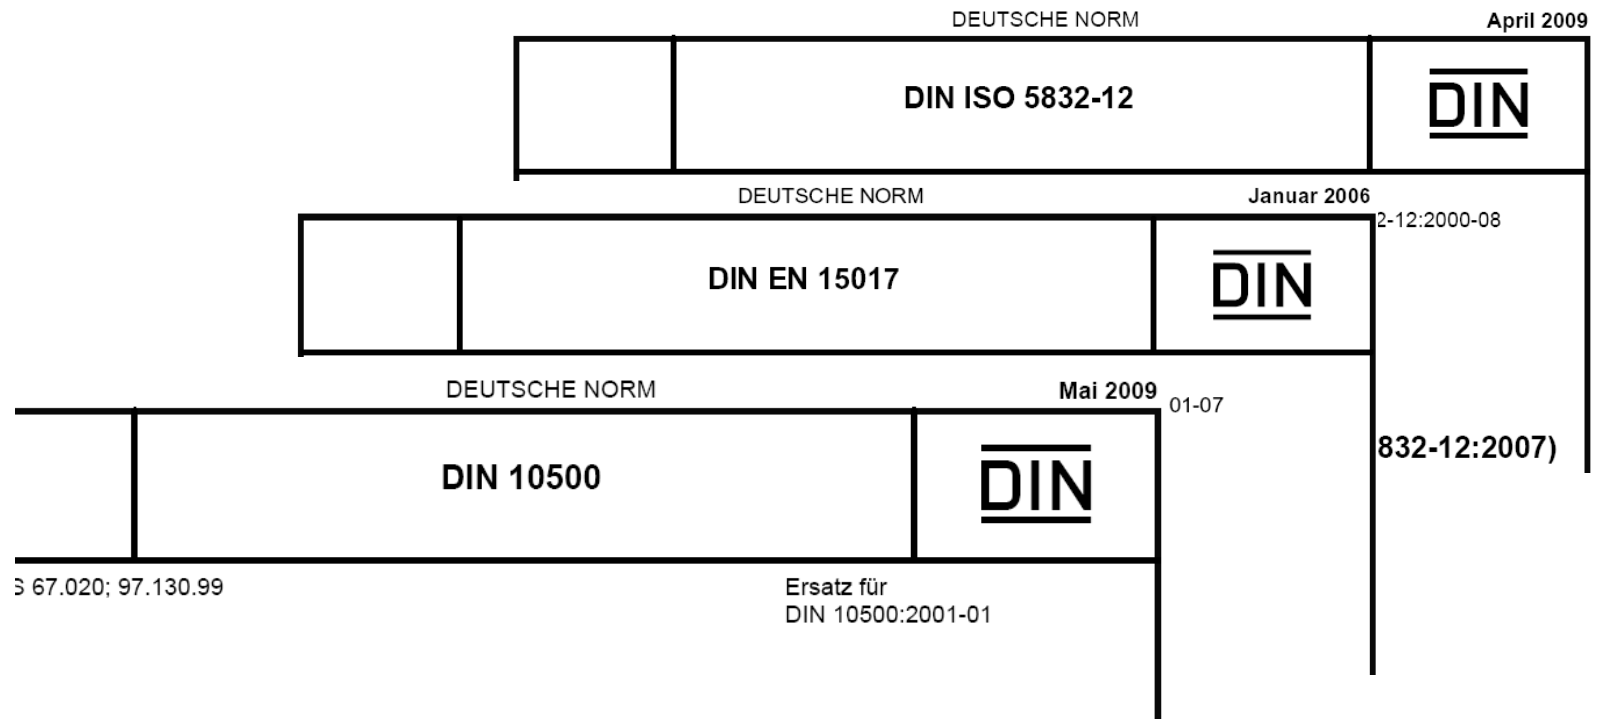 DEUTSCHE NORM April 2009
DIN ISO 5832-12
DIN
DEUTSCHE NORM Januar 2006
2-12:2000-08
DIN EN 15017
DIN
DEUTSCHE NORM Mai 2009
01-07
832-12:2007)
DIN 10500
DIN
S 67.020; 97.130.99
Ersatz für
DIN 10500:2001-01